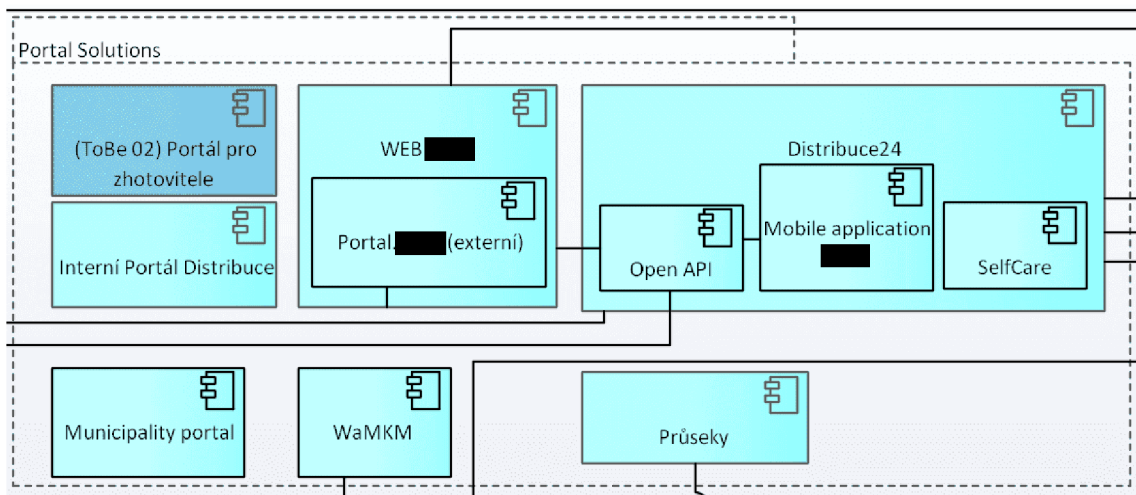 Portal Solutions
(ToBe 02) Portál pro
zhotovitele
Interní Portál Distribuce
WEB
Portal. (externí)
Distribuce24
Open API
Mobile application
SelfCare
Municipality portal
WaMKM
Průseky